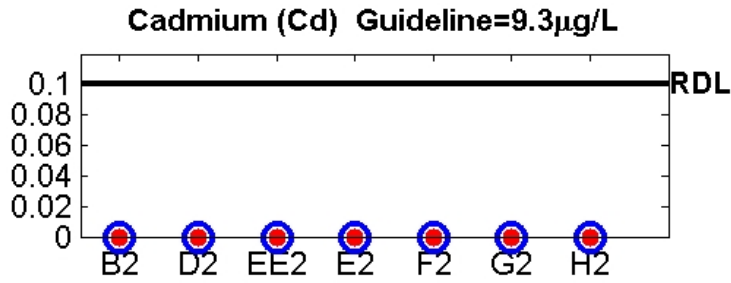 Cadmium (Cd)  Guideline=9.3µg/L
0.1
RDL
0.08
0.06
0.04
0.02
0
B2 D2 EE2 E2 F2 G2 H2